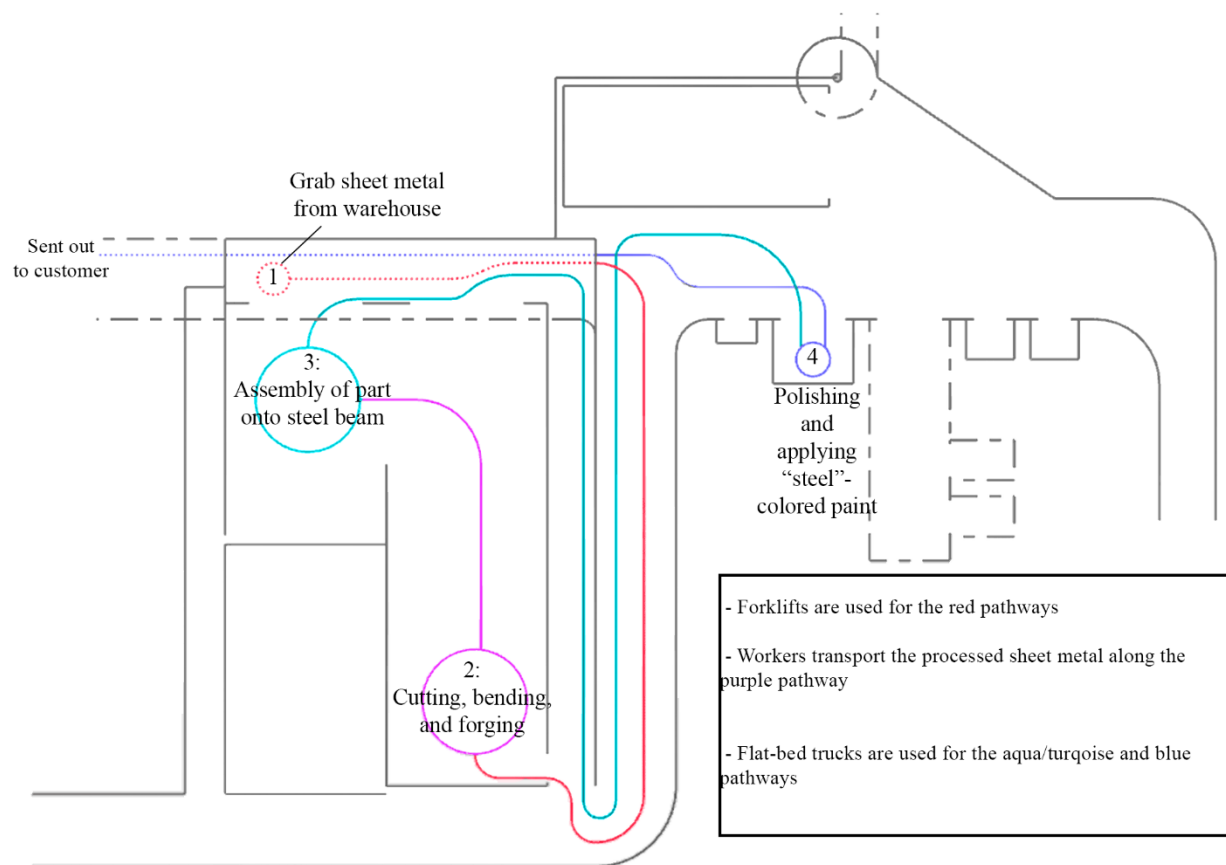 Grab sheet metal
from warehouse
Sent out
to customer
1
3:
Assembly of part
onto steel beam
4
Polishing
and
applying
“steel”-
colored paint
2:
Cutting, bending,
and forging
- Forklifts are used for the red pathways
- Workers transport the processed sheet metal along the
purple pathway
- Flat-bed trucks are used for the aqua/turqoise and blue
pathways